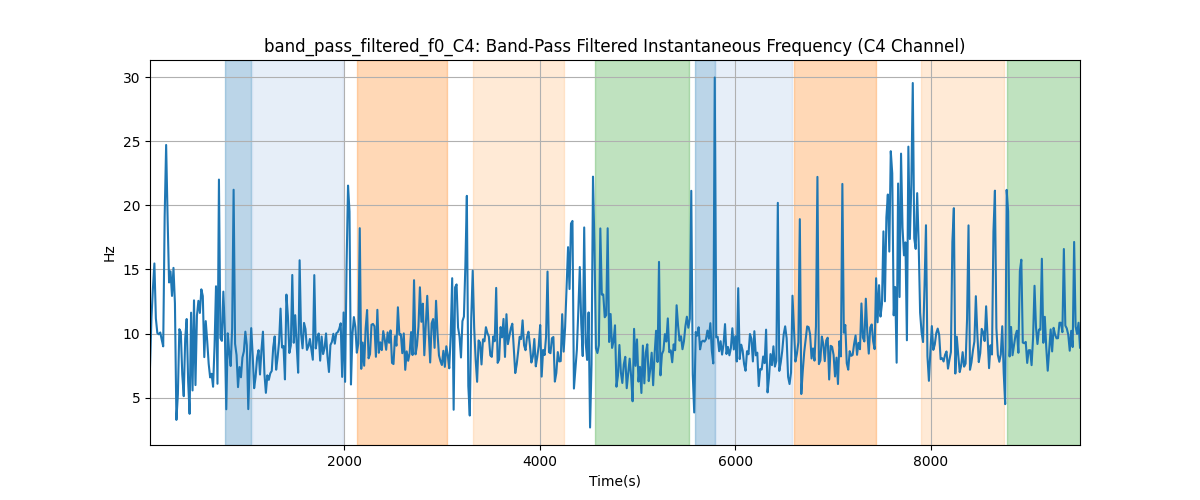 band_pass_filtered_f0_C4: Band-Pass Filtered Instantaneous Frequency (C4 Channel)
30
25
20
15
10
5
Hz
2000 4000 6000 8000
Time(s)